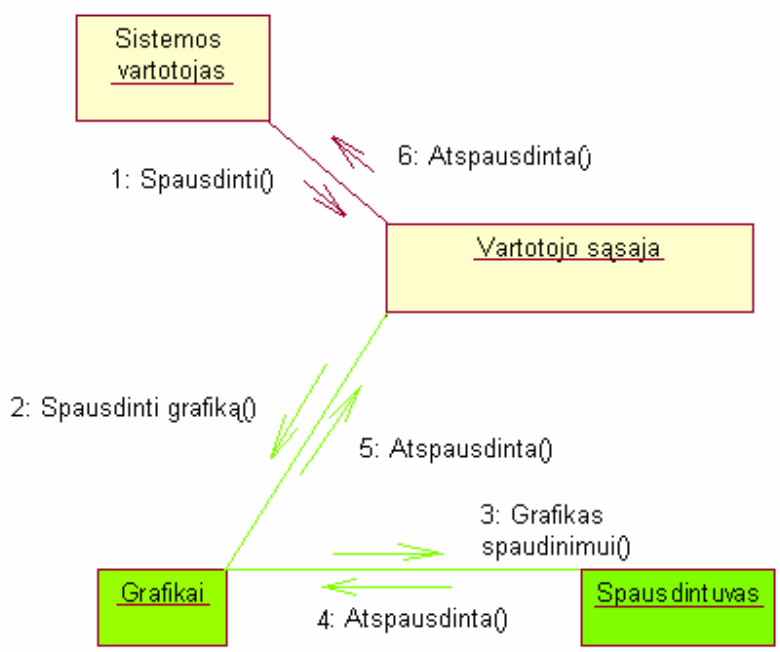 Sistemos
vartotojas
6: Atspausdinta()
1: Spausdinti()
Vartotojo sąsaja
2: Spausdinti grafiką()
5: Atspausdinta()
3: Grafikas
spaudinimui()
Grafikai
Spausdintuvas
4: Atspausdinta()